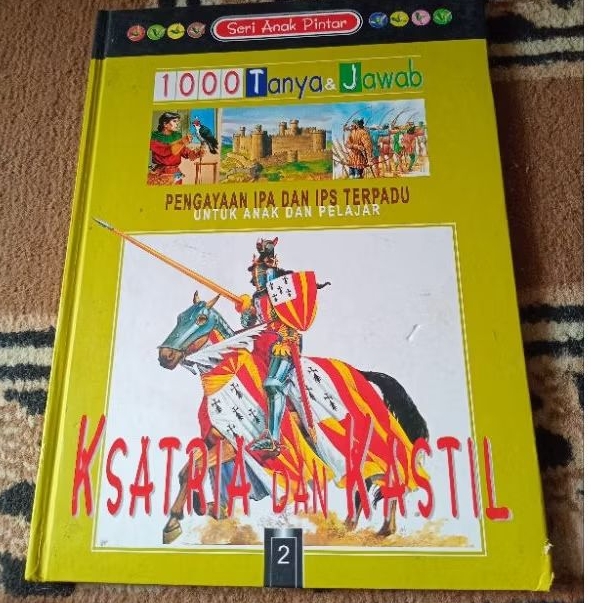 Seri Anak Pintar
1000 Tanya & Jawab
PENGAYAAN IPA DAN IPS TERPADU
UNTUK ANAK DAN PELAJAR
KSATRIA DAN KASTIL
2